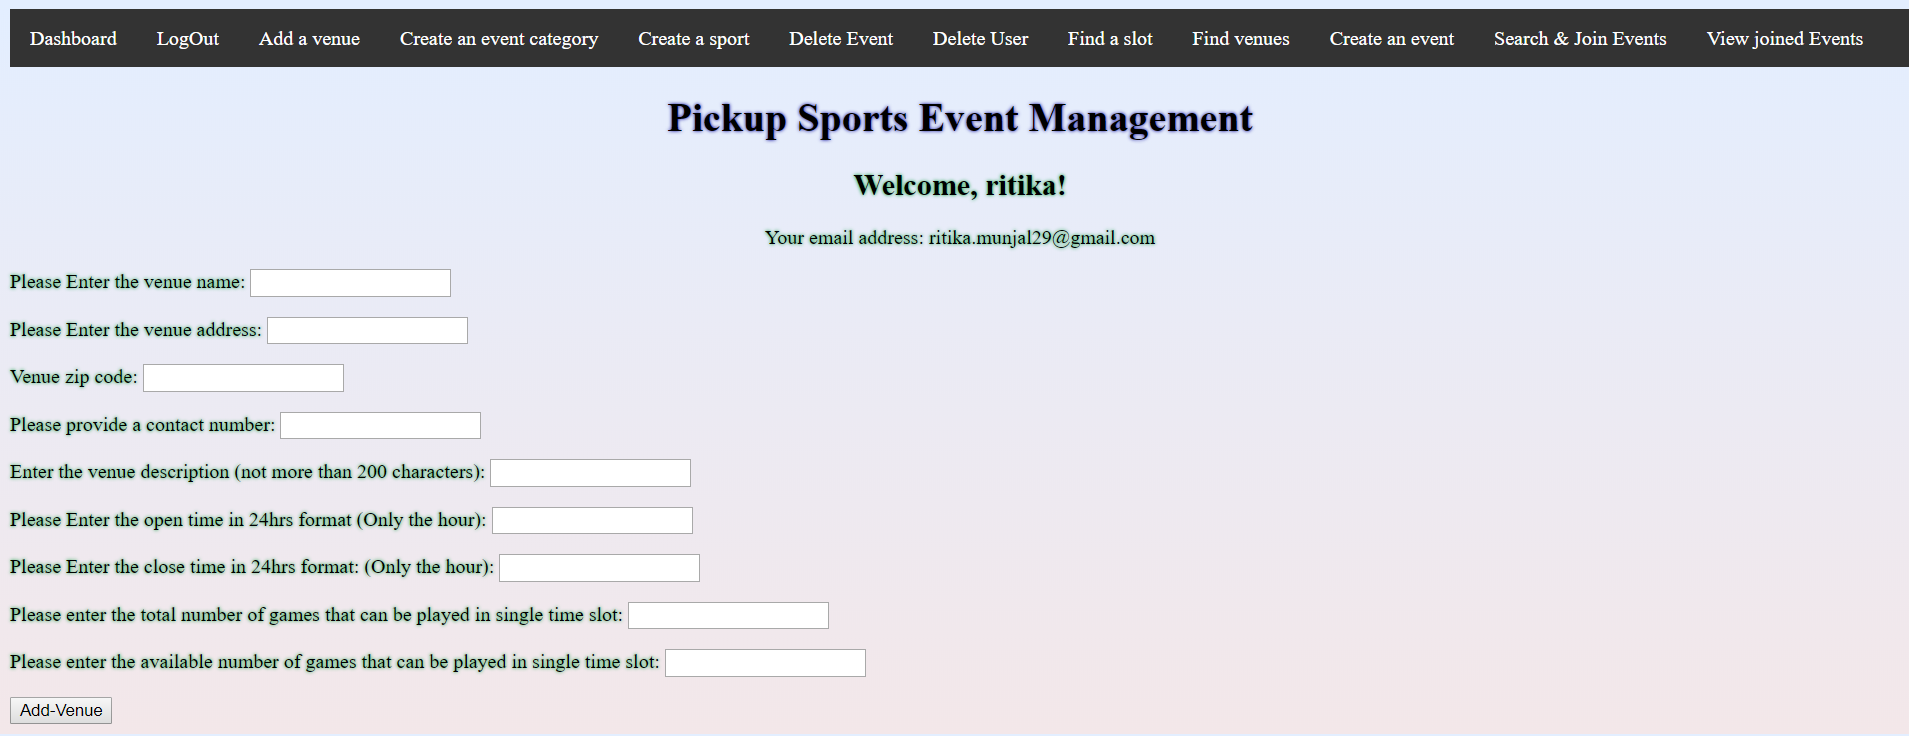 Dashboard LogOut Add a venue Create an event category Create a sport Delete Event Delete User Find a slot Find venues Create an event Search & Join Events View joined Events
Pickup Sports Event Management
Welcome, ritika!
Your email address: ritika.munjal29@gmail.com
Please Enter the venue name:
Please Enter the venue address:
Venue zip code:
Please provide a contact number:
Enter the venue description (not more than 200 characters):
Please Enter the open time in 24hrs format (Only the hour):
Please Enter the close time in 24hrs format: (Only the hour):
Please enter the total number of games that can be played in single time slot:
Please enter the available number of games that can be played in single time slot:
Add-Venue